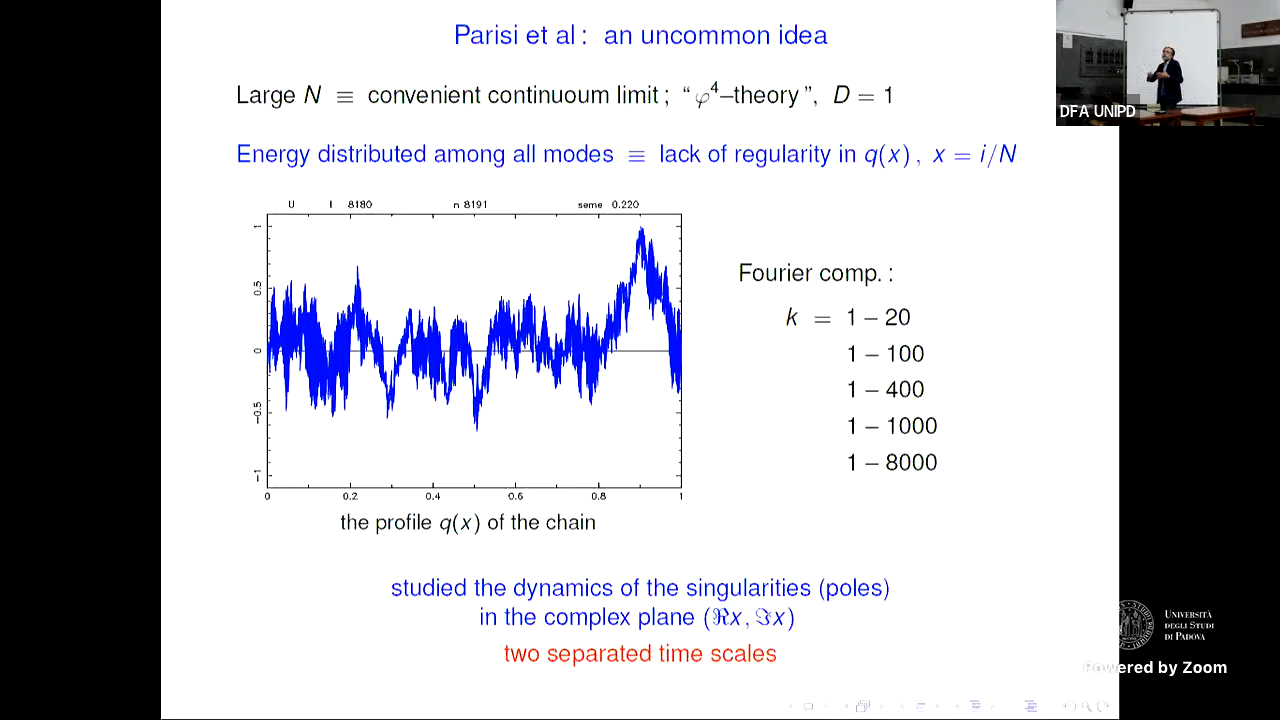 Parisi et al : an uncommon idea
Large N ≡ convenient continuoum limit ; “ φ⁴–theory ”, D = 1
Energy distributed among all modes ≡ lack of regularity in q(x) , x = i/N
U I 8180 n 8191 seme 0.220
1
0.5
0
−0.5
−1
0 0.2 0.4 0.6 0.8 1
the profile q(x) of the chain
Fourier comp. :
k = 1 – 20
1 – 100
1 – 400
1 – 1000
1 – 8000
studied the dynamics of the singularities (poles)
in the complex plane (ℜx , ℑx)
two separated time scales
DFA UNIPD
UNIVERSITÀ
DEGLI STUDI
DI PADOVA
Powered by Zoom